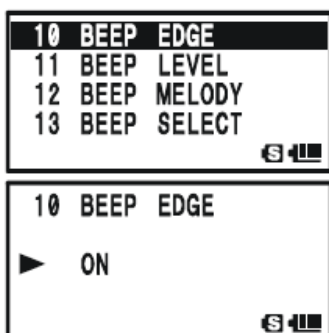 10 BEEP EDGE
11 BEEP LEVEL
12 BEEP MELODY
13 BEEP SELECT
S
10 BEEP EDGE
▶ ON
S